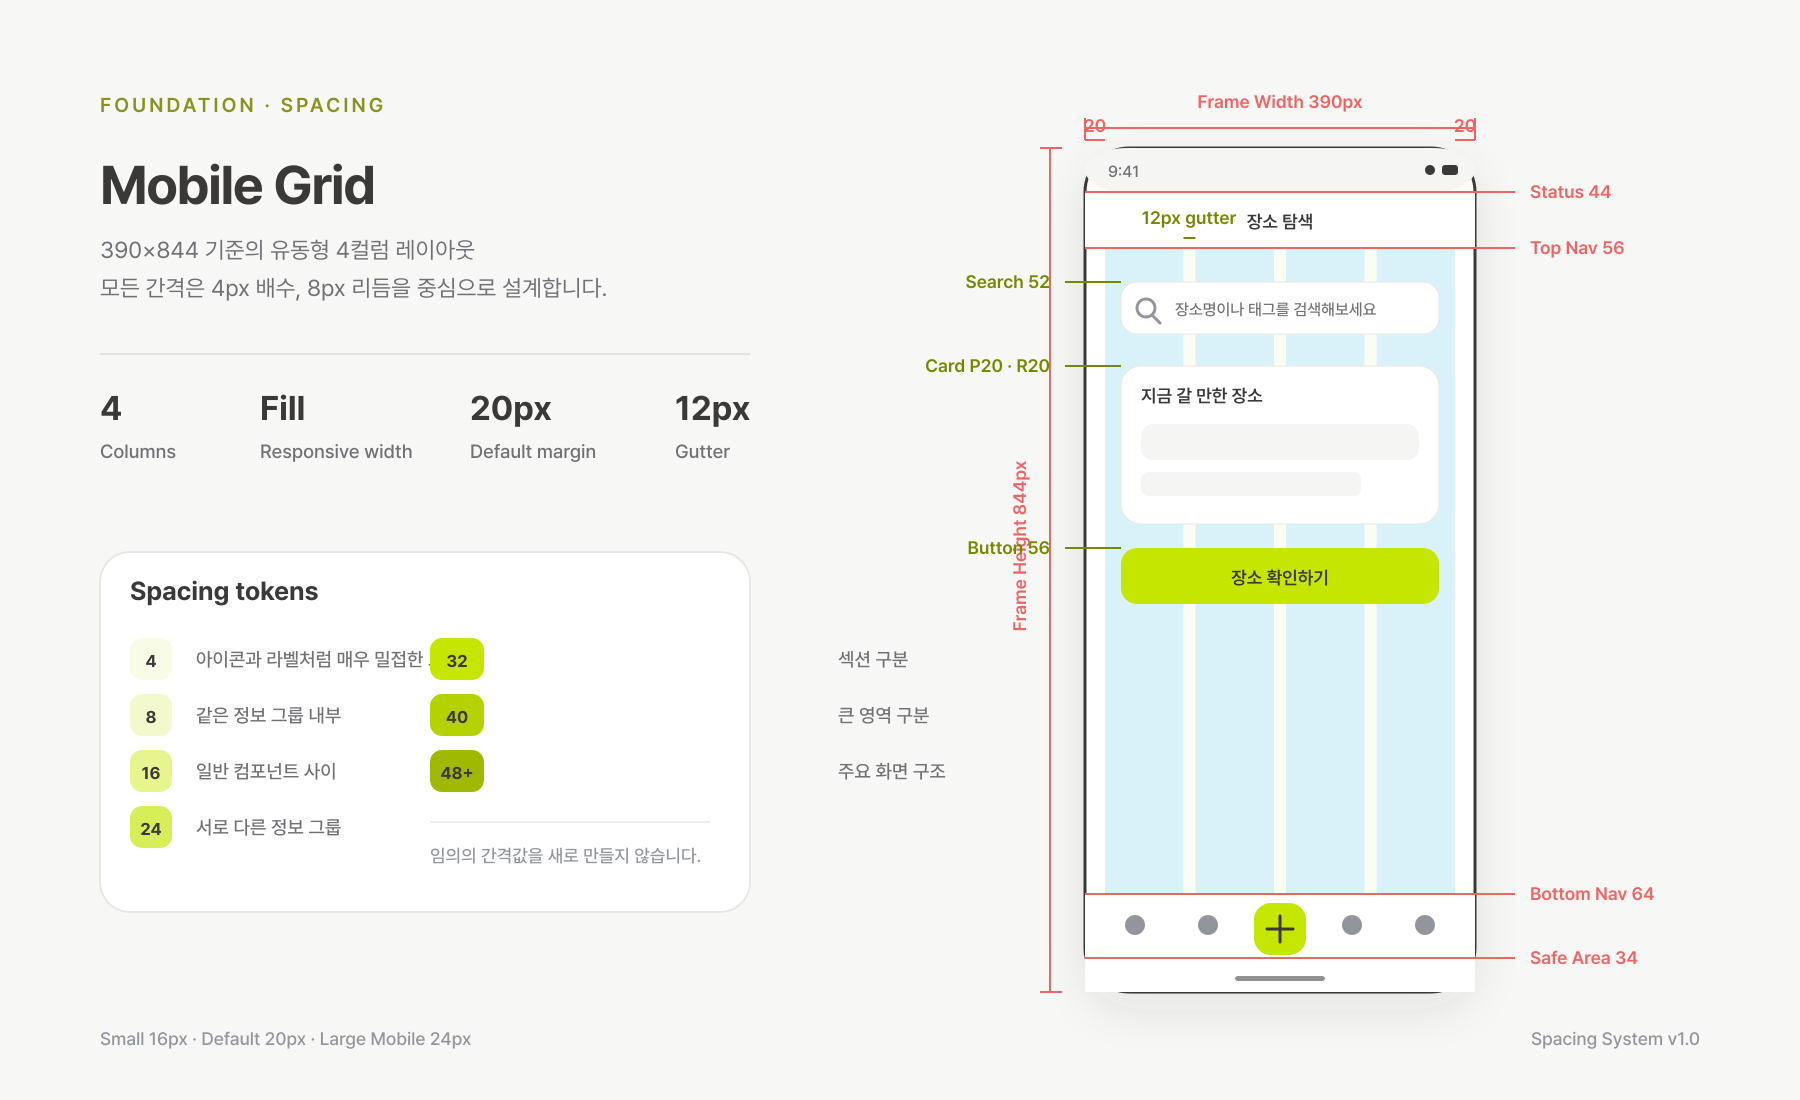 FOUNDATION · SPACING
Mobile Grid
390×844 기준의 유동형 4컬럼 레이아웃
모든 간격은 4px 배수, 8px 리듬을 중심으로 설계합니다.
4
Columns
Fill
Responsive width
20px
Default margin
12px
Gutter
Spacing tokens
4
아이콘과 라벨처럼 매우 밀접한
8
같은 정보 그룹 내부
16
일반 컴포넌트 사이
24
서로 다른 정보 그룹
32
섹션 구분
40
큰 영역 구분
48+
주요 화면 구조
임의의 간격값을 새로 만들지 않습니다.
Frame Width 390px
20
20
9:41
Status 44
12px gutter
장소 탐색
Top Nav 56
Search 52
장소명이나 태그를 검색해보세요
Card P20 · R20
지금 갈 만한 장소
Frame Height 844px
Button 56
장소 확인하기
Bottom Nav 64
Safe Area 34
Small 16px · Default 20px · Large Mobile 24px
Spacing System v1.0